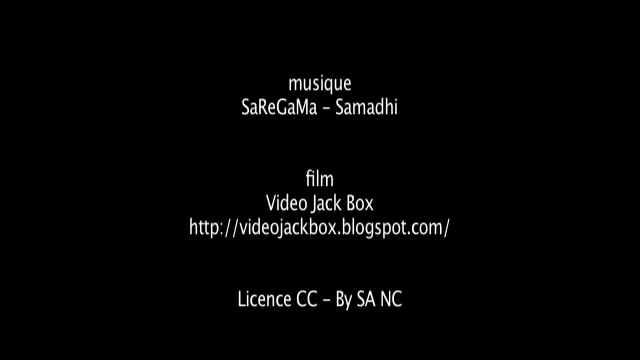 musique
SaReGaMa - Samadhi
film
Video Jack Box
http://videojackbox.blogspot.com/
Licence CC - By SA NC